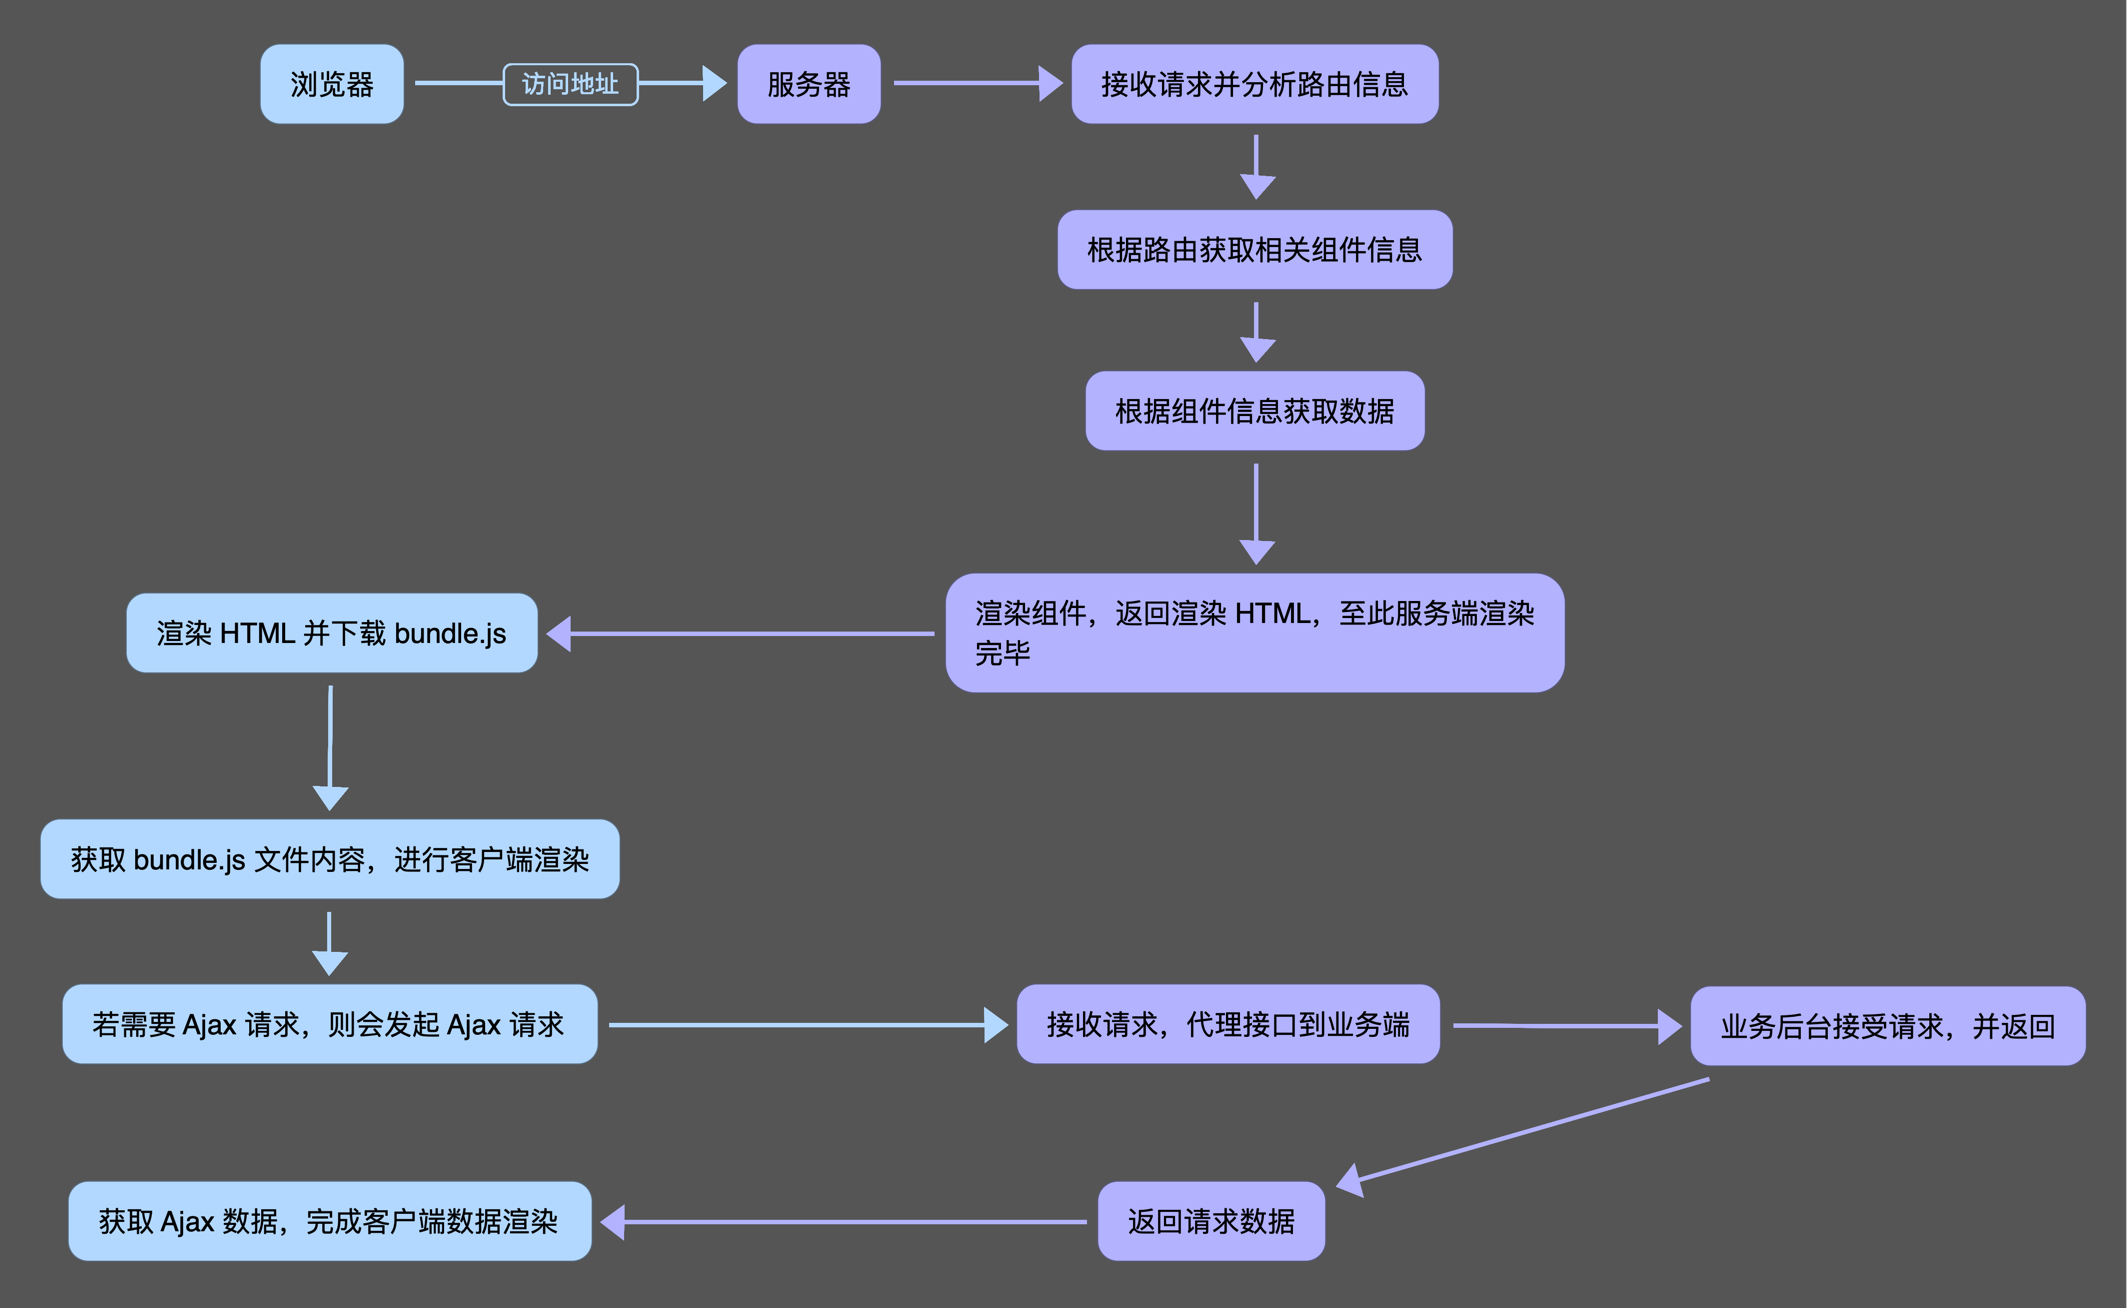 浏览器
访问地址
服务器
接收请求并分析路由信息
根据路由获取相关组件信息
根据组件信息获取数据
渲染组件，返回渲染 HTML，至此服务端渲染
完毕
渲染 HTML 并下载 bundle.js
获取 bundle.js 文件内容，进行客户端渲染
若需要 Ajax 请求，则会发起 Ajax 请求
接收请求，代理接口到业务端
业务后台接受请求，并返回
返回请求数据
获取 Ajax 数据，完成客户端数据渲染